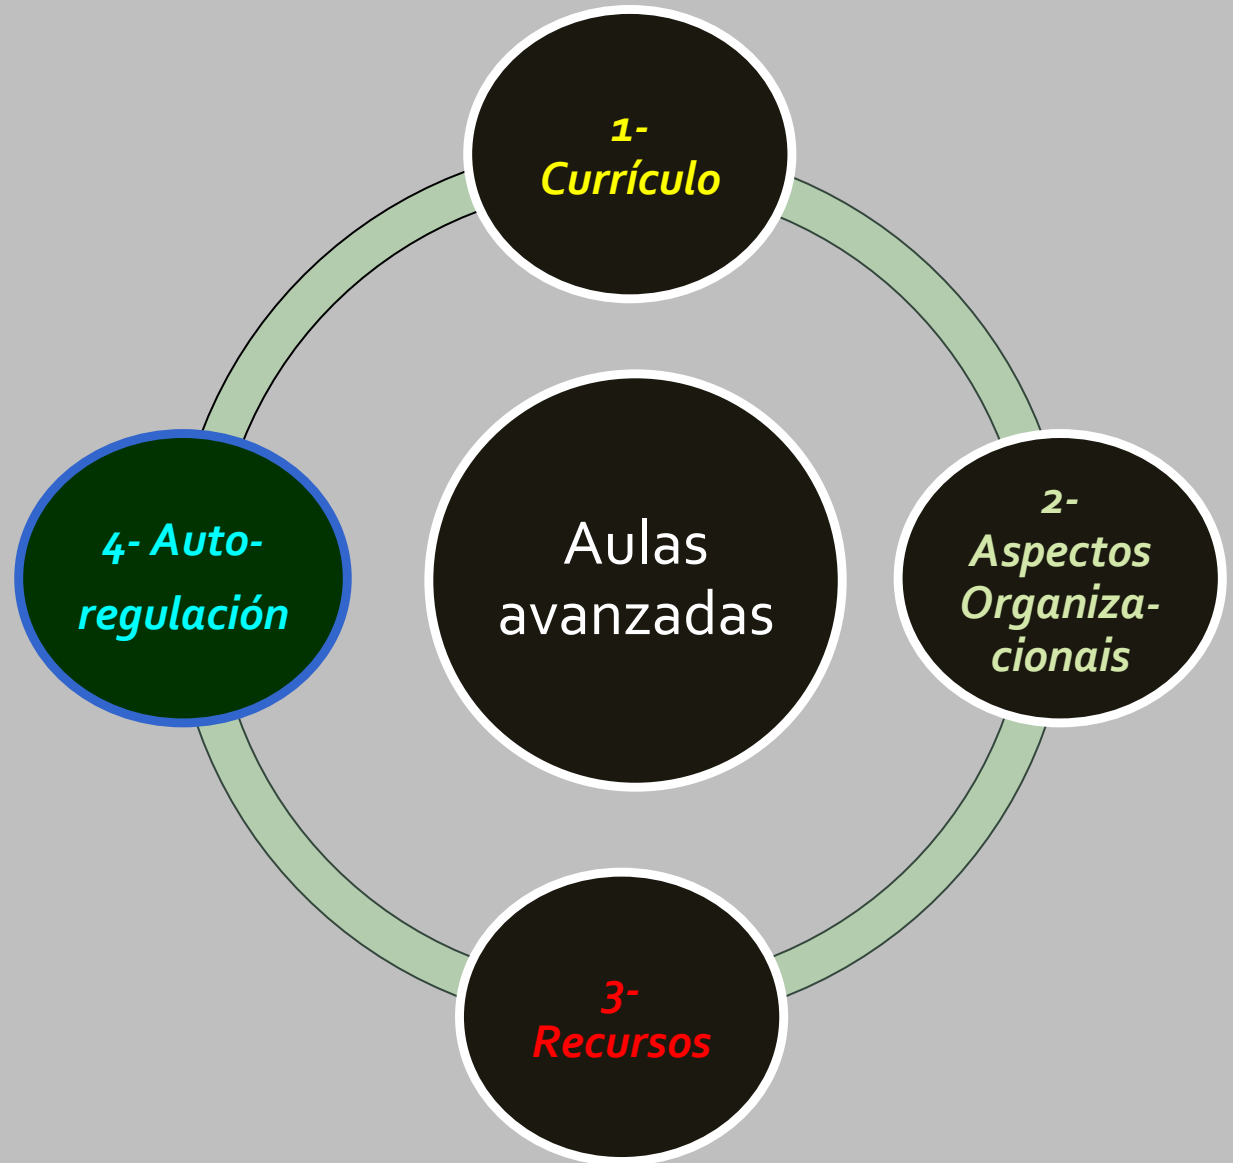 1-
Currículo
2-
Aspectos
Organiza-
cionais
3-
Recursos
4- Auto-
regulación
Aulas
avanzadas